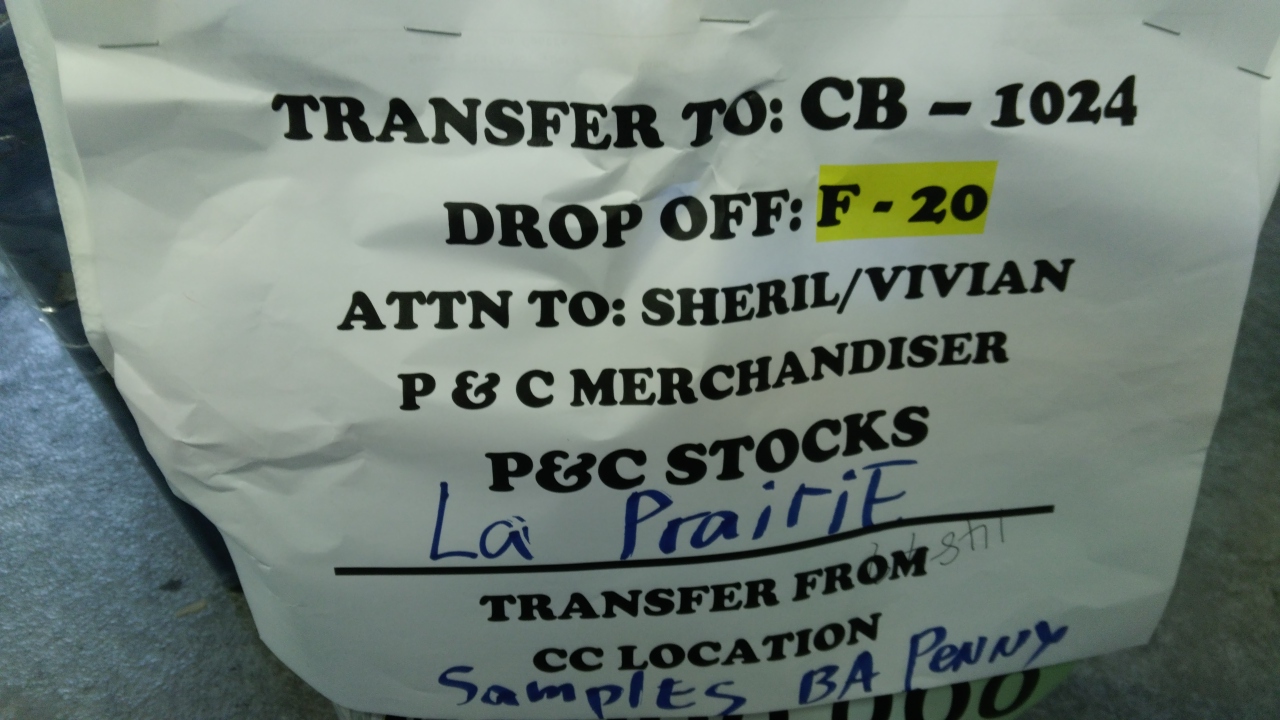 TRANSFER TO: CB - 1024
DROP OFF: F - 20
ATTN TO: SHERIL/VIVIAN
P & C MERCHANDISER
P&C STOCKS
La PrairiE
TRANSFER FROM
CC LOCATION
SamplEs BA PENNY